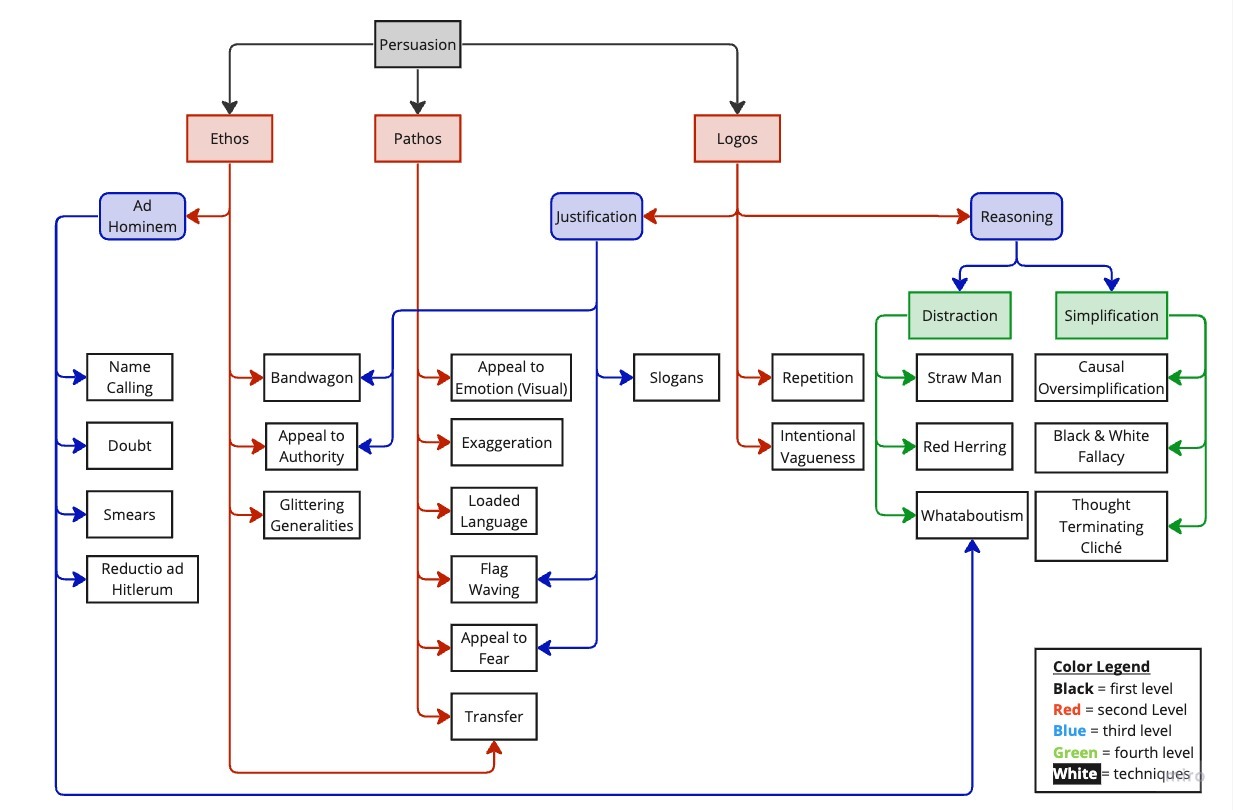 Persuasion
Ethos
Pathos
Logos
Ad
Hominem
Justification
Reasoning
Distraction
Simplification
Name
Calling
Bandwagon
Appeal to
Emotion (Visual)
Slogans
Repetition
Straw Man
Causal
Oversimplification
Doubt
Appeal to
Authority
Exaggeration
Intentional
Vagueness
Red Herring
Black & White
Fallacy
Smears
Glittering
Generalities
Loaded
Language
Whataboutism
Thought
Terminating
Cliché
Reductio ad
Hitlerum
Flag
Waving
Appeal to
Fear
Transfer
Color Legend
Black = first level
Red = second Level
Blue = third level
Green = fourth level
White = techniques
miro